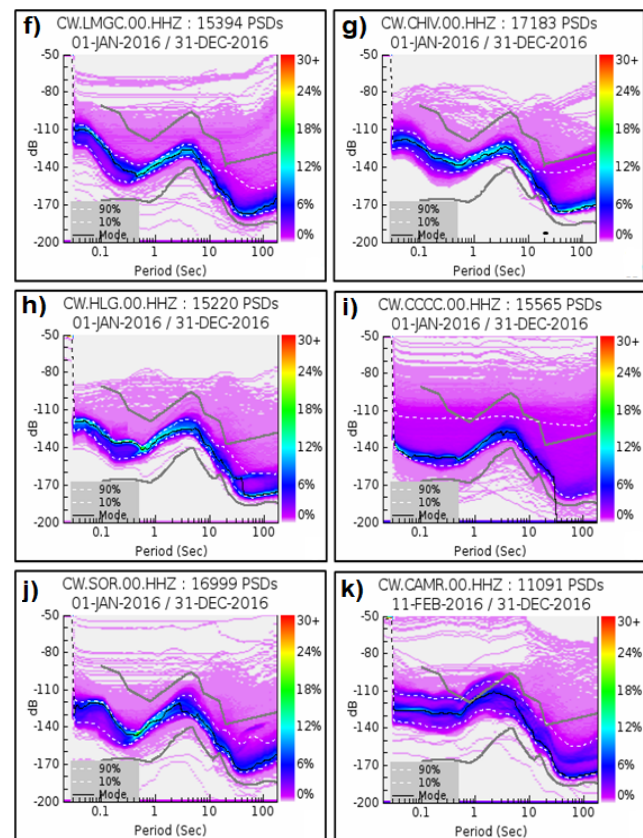 f) CW.LMGC.00.HHZ : 15394 PSDs
01-JAN-2016 / 31-DEC-2016
-50
-80
-110
-140
-170
-200
dB
90%
10%
Mode
0.1 1 10 100
Period (Sec)
30+
24%
18%
12%
6%
0%
g) CW.CHIV.00.HHZ : 17183 PSDs
01-JAN-2016 / 31-DEC-2016
-50
-80
-110
-140
-170
-200
dB
90%
10%
Mode
0.1 1 10 100
Period (Sec)
30+
24%
18%
12%
6%
0%
h) CW.HLG.00.HHZ : 15220 PSDs
01-JAN-2016 / 31-DEC-2016
-50
-80
-110
-140
-170
-200
dB
90%
10%
Mode
0.1 1 10 100
Period (Sec)
30+
24%
18%
12%
6%
0%
i) CW.CCCC.00.HHZ : 15565 PSDs
01-JAN-2016 / 31-DEC-2016
-50
-80
-110
-140
-170
-200
dB
90%
10%
Mode
0.1 1 10 100
Period (Sec)
30+
24%
18%
12%
6%
0%
j) CW.SOR.00.HHZ : 16999 PSDs
01-JAN-2016 / 31-DEC-2016
-50
-80
-110
-140
-170
-200
dB
90%
10%
Mode
0.1 1 10 100
Period (Sec)
30+
24%
18%
12%
6%
0%
k) CW.CAMR.00.HHZ : 11091 PSDs
11-FEB-2016 / 31-DEC-2016
-50
-80
-110
-140
-170
-200
dB
90%
10%
Mode
0.1 1 10 100
Period (Sec)
30+
24%
18%
12%
6%
0%